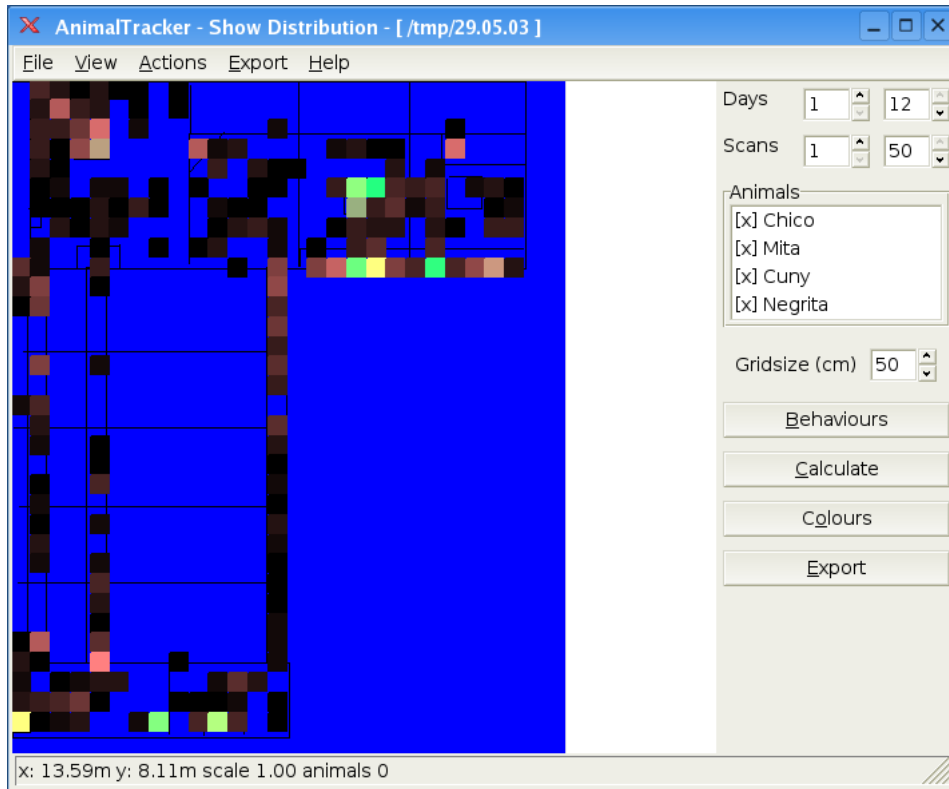 AnimalTracker - Show Distribution - [ /tmp/29.05.03 ]
File View Actions Export Help
Days 1 12
Scans 1 50
Animals
[x] Chico
[x] Mita
[x] Cuny
[x] Negrita
Gridsize (cm) 50
Behaviours
Calculate
Colours
Export
x: 13.59m y: 8.11m scale 1.00 animals 0